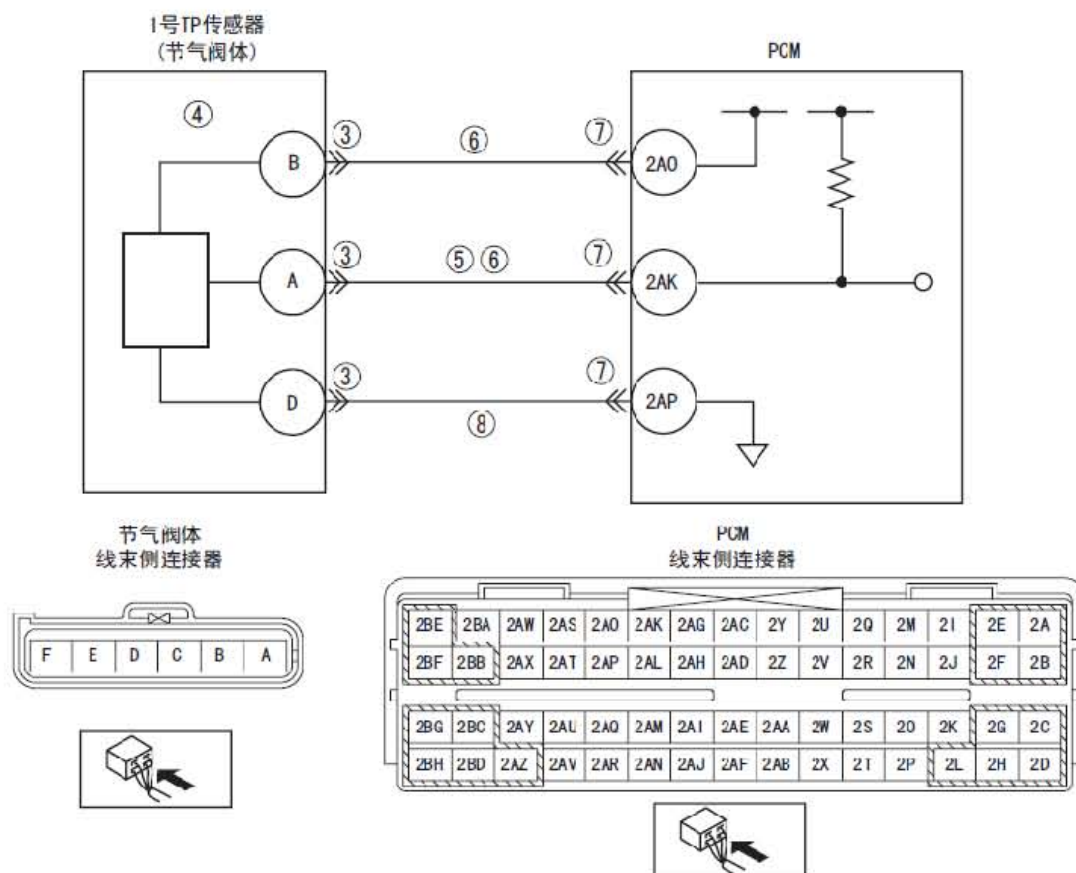 1号TP传感器
(节气阀体)
PCM
④
B
③
⑥
⑦
2AO
A
③
⑤⑥
⑦
2AK
D
③
⑧
⑦
2AP
节气阀体
线末侧连接器
PCM
线末侧连接器
F E D C B A
2BE 2BA 2AW 2AS 2AO 2AK 2AG 2AC 2Y 2U 2Q 2M 2I 2E 2A
2BF 2BB 2AX 2AT 2AP 2AL 2AH 2AD 2Z 2V 2R 2N 2J 2F 2B
2BG 2BC 2AY 2AU 2AQ 2AM 2AI 2AE 2AA 2W 2S 2O 2K 2G 2C
2BH 2BD 2AZ 2AV 2AR 2AN 2AJ 2AF 2AB 2X 2T 2P 2L 2H 2D